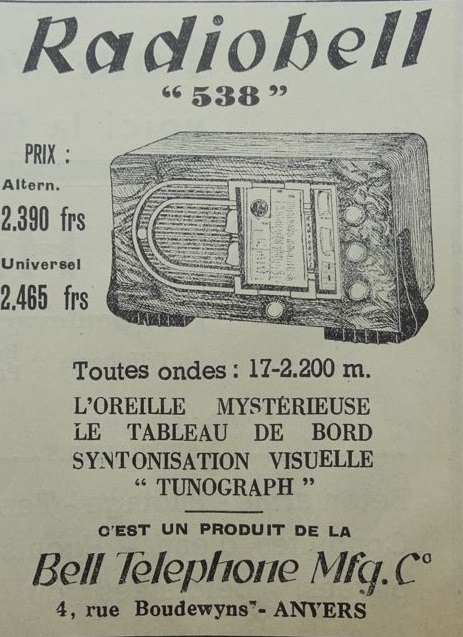 Radiobell
"538"
PRIX :
Altern.
2.390 frs
Universel
2.465 frs
Toutes ondes : 17-2.200 m.
L'OREILLE MYSTÉRIEUSE
LE TABLEAU DE BORD
SYNTONISATION VISUELLE
" TUNOGRAPH "
C'EST UN PRODUIT DE LA
Bell Telephone Mfg. Cº
4, rue Boudewyns - ANVERS